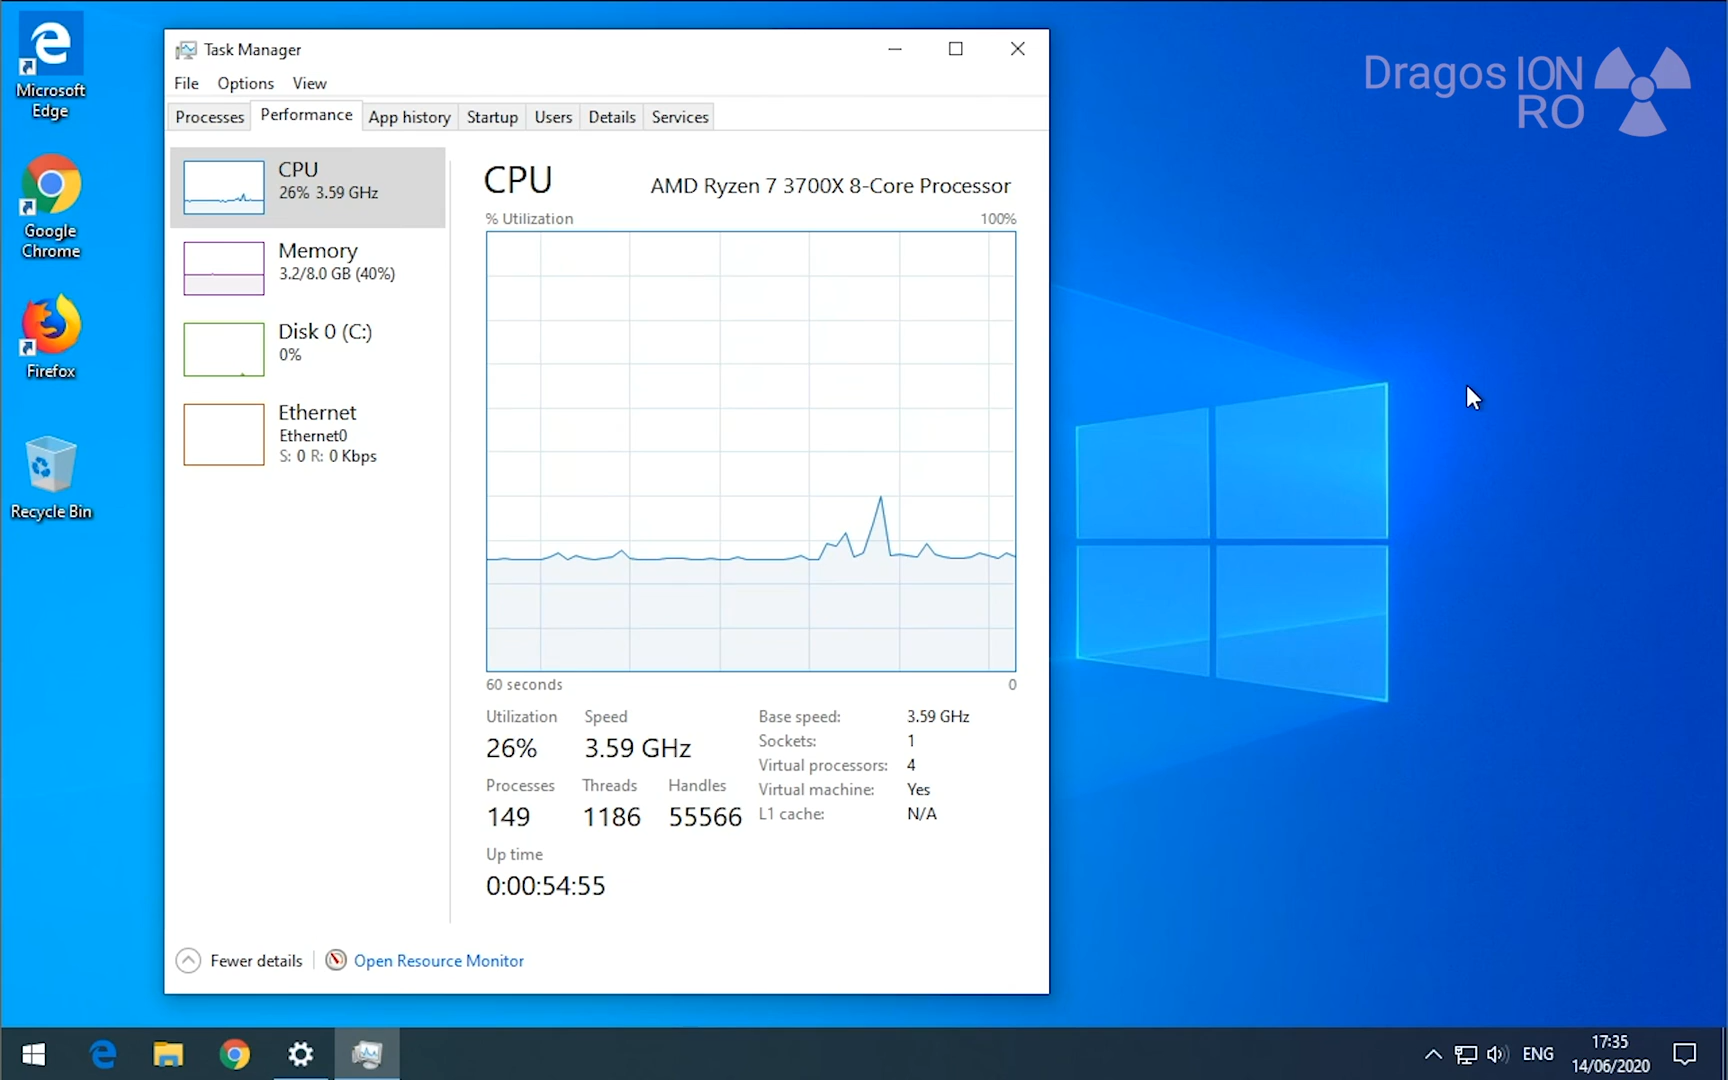 Microsoft
Edge
Google
Chrome
Firefox
Recycle Bin
Task Manager
File Options View
Processes Performance App history Startup Users Details Services
CPU
26% 3.59 GHz
Memory
3.2/8.0 GB (40%)
Disk 0 (C:)
0%
Ethernet
Ethernet0
S: 0 R: 0 Kbps
CPU AMD Ryzen 7 3700X 8-Core Processor
% Utilization 100%
60 seconds 0
Utilization Speed
26% 3.59 GHz
Processes Threads Handles
149 1186 55566
Up time
0:00:54:55
Base speed: 3.59 GHz
Sockets: 1
Virtual processors: 4
Virtual machine: Yes
L1 cache: N/A
Fewer details Open Resource Monitor
Dragos ION
RO
ENG
17:35
14/06/2020